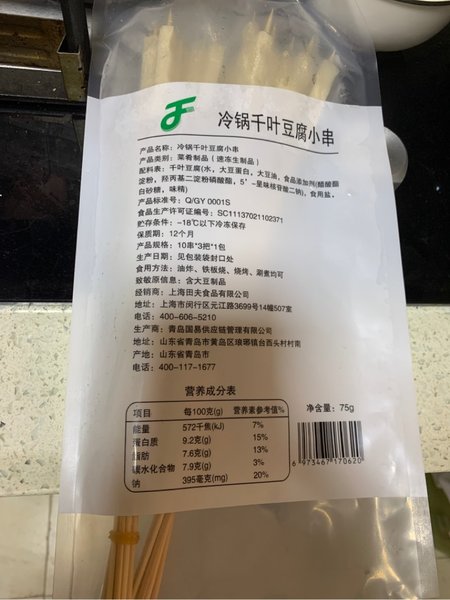 冷锅千叶豆腐小串
产品名称：冷锅千叶豆腐小串
产品类别：菜肴制品（速冻生制品）
配料表：千叶豆腐(水，大豆蛋白，大豆油，食品添加剂(醋酸酯
淀粉，羟丙基二淀粉磷酸酯，5’-呈味核苷酸二钠)，食用盐，
白砂糖，味精)
产品标准号：Q/GY 0001S
食品生产许可证编号：SC11137021102371
贮存条件：-18℃以下冷冻保存
保质期：12个月
产品规格：10串*3把*1包
生产日期：见包装袋封口处
食用方法：油炸、铁板烧、烧烤、涮煮均可
致敏原信息：含大豆制品
经销商：上海田夫食品有限公司
地址：上海市闵行区元江路3699号14幢507室
电话：400-606-5210
生产商：青岛国易供应链管理有限公司
地址：山东省青岛市黄岛区琅琊镇台西头村村南
产地：山东省青岛市
电话：400-117-1677
营养成分表
项目 每100克(g) 营养素参考值%
能量 572千焦(kJ) 7%
蛋白质 9.2克(g) 15%
脂肪 7.6克(g) 13%
碳水化合物 7.9克(g) 3%
钠 395毫克(mg) 20%
净含量：75g
6 973467 170620